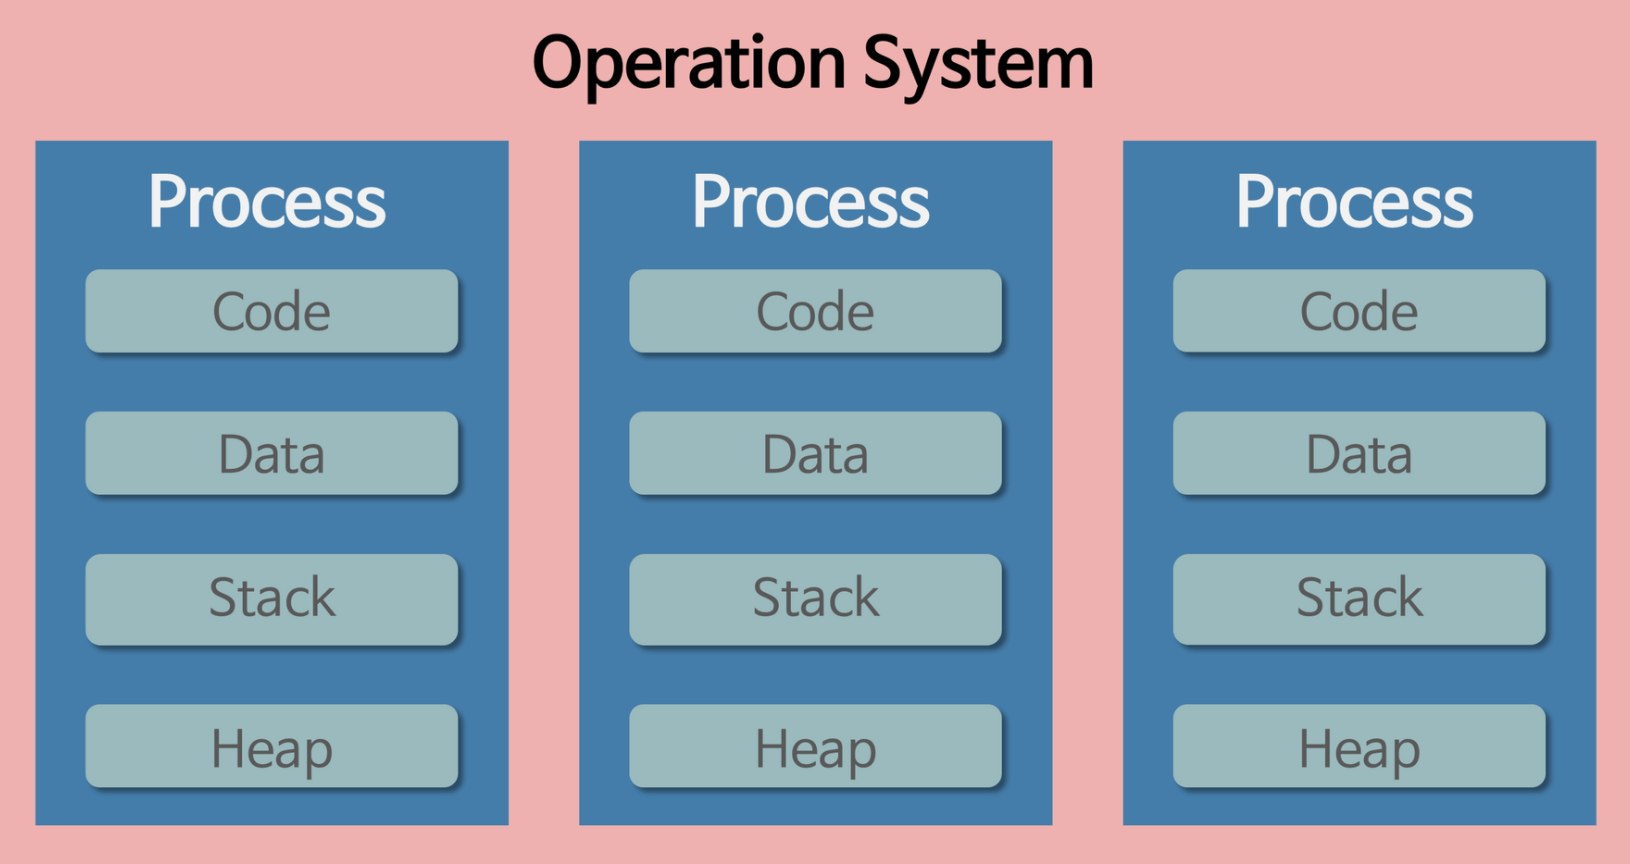 Operation System
Process
Code
Data
Stack
Heap
Process
Code
Data
Stack
Heap
Process
Code
Data
Stack
Heap